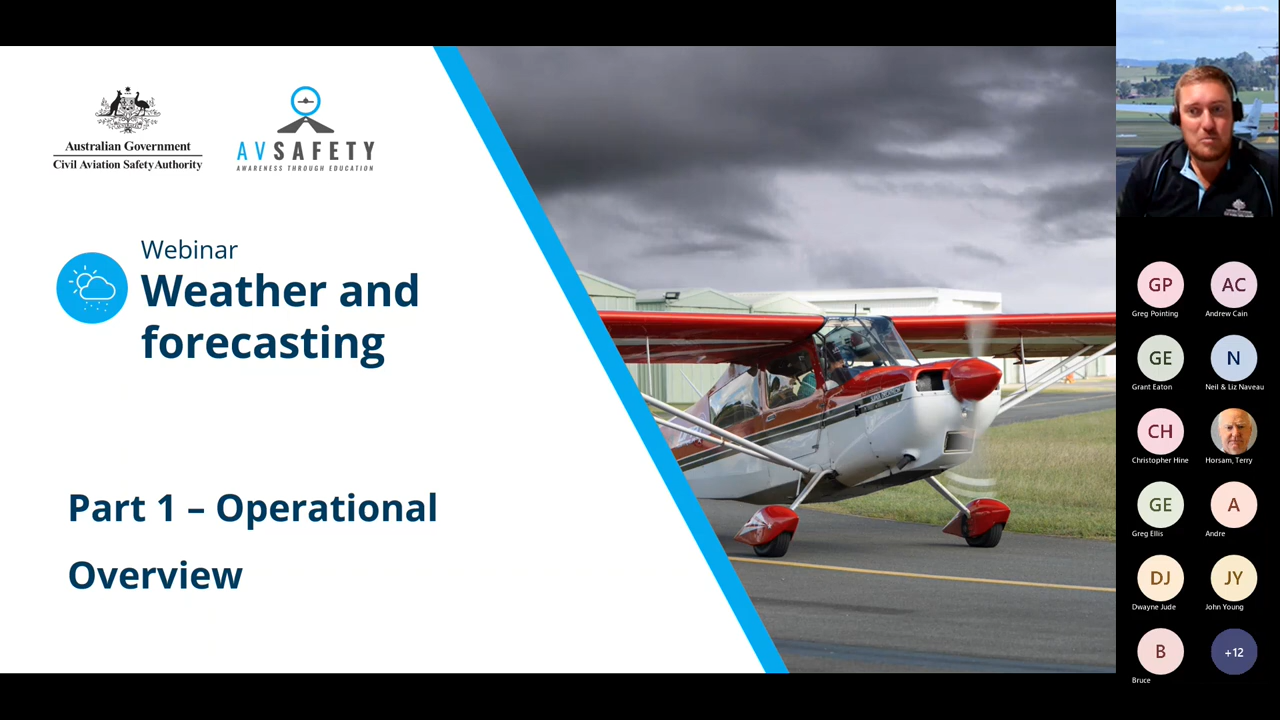 Australian Government
Civil Aviation Safety Authority
AVSAFETY
AWARENESS THROUGH EDUCATION
Webinar
Weather and
forecasting
Part 1 – Operational
Overview
GP
AC
Greg Pointing
Andrew Cain
GE
N
Grant Eaton
Neil & Liz Naveau
CH
Christopher Hine
Horsam, Terry
GE
A
Greg Ellis
Andre
DJ
JY
Dwayne Jude
John Young
B
+12
Bruce